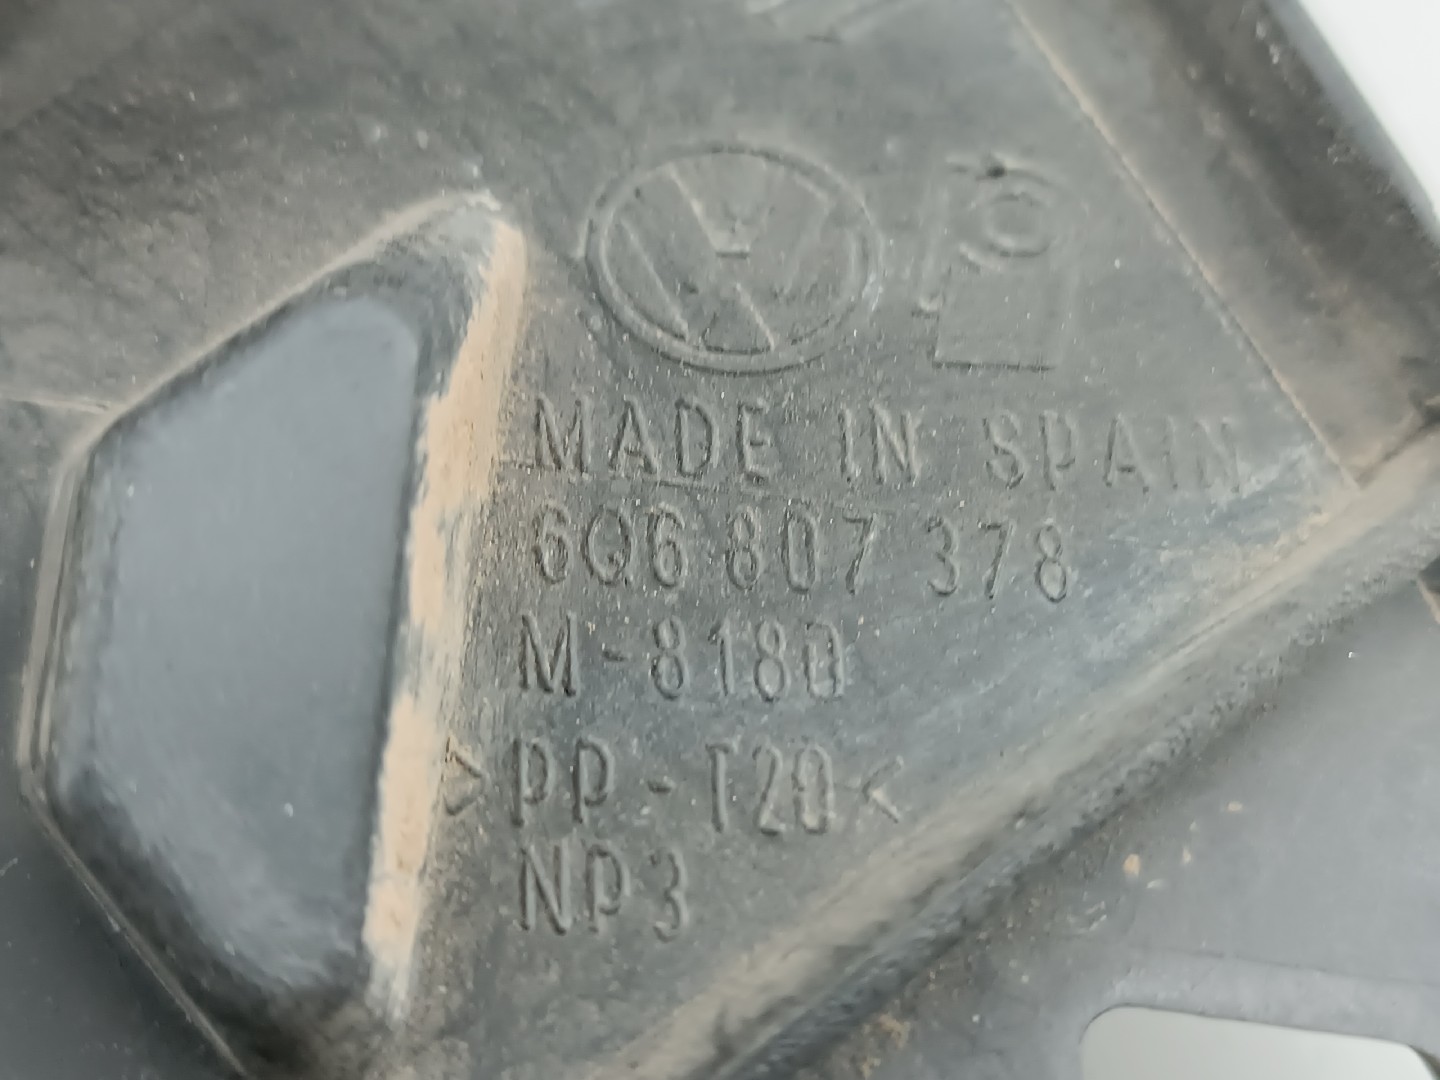 MADE IN SPAIN
6Q6 807 378
M-8180
>PP-T20<
NP3